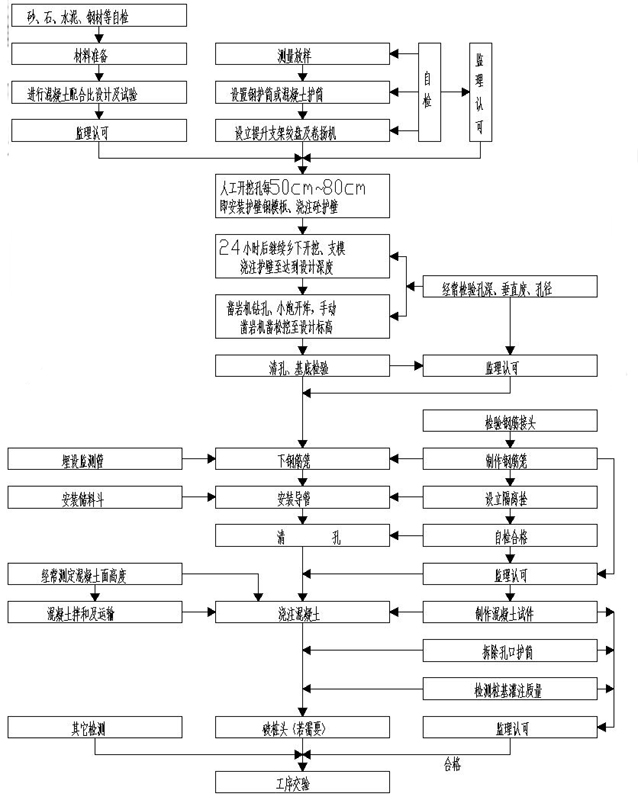 砂、石、水泥、钢材等自检
材料准备
测量放样
自检
监理认可
进行混凝土配合比设计及试验
设置钢护筒或混凝土护筒
监理认可
设立提升支架绞盘及卷扬机
人工开挖孔每50cm~80cm
即安装护壁钢模板、浇注砼护壁
24小时后继续乡下开挖、支模
浇注护壁至达到设计深度
经常检验孔深、垂直度、孔径
凿岩机钻孔、小炮开炸，手动
凿岩机凿松挖至设计标高
清孔、基底检验
监理认可
检验钢筋接头
埋设监测管
下钢筋笼
制作钢筋笼
安装储料斗
安装导管
设立隔离栓
清 孔
自检合格
经常测定混凝土面高度
监理认可
混凝土拌和及运输
浇注混凝土
制作混凝土试件
拆除孔口护筒
检测桩基灌注质量
其它检测
破桩头（若需要）
监理认可
合格
工序交验